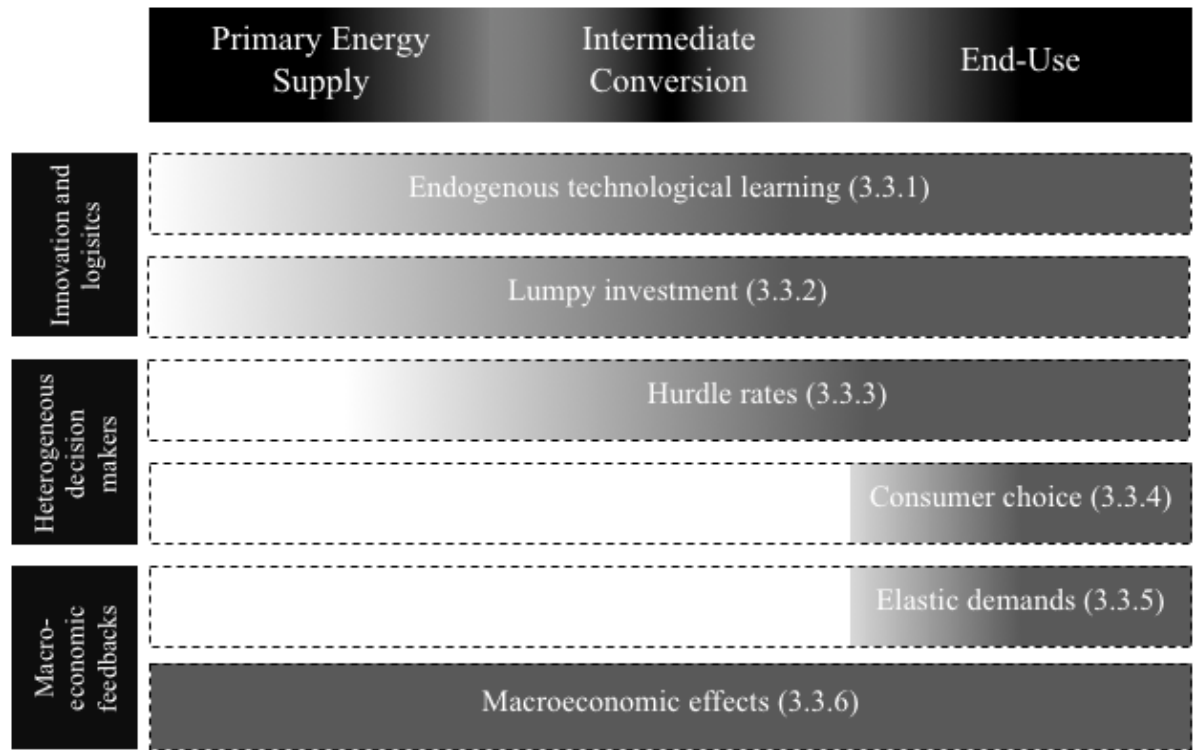 Primary Energy
Supply
Intermediate
Conversion
End-Use
Innovation and
logisitcs
Endogenous technological learning (3.3.1)
Lumpy investment (3.3.2)
Heterogeneous
decision
makers
Hurdle rates (3.3.3)
Consumer choice (3.3.4)
Macro-
economic
feedbacks
Elastic demands (3.3.5)
Macroeconomic effects (3.3.6)